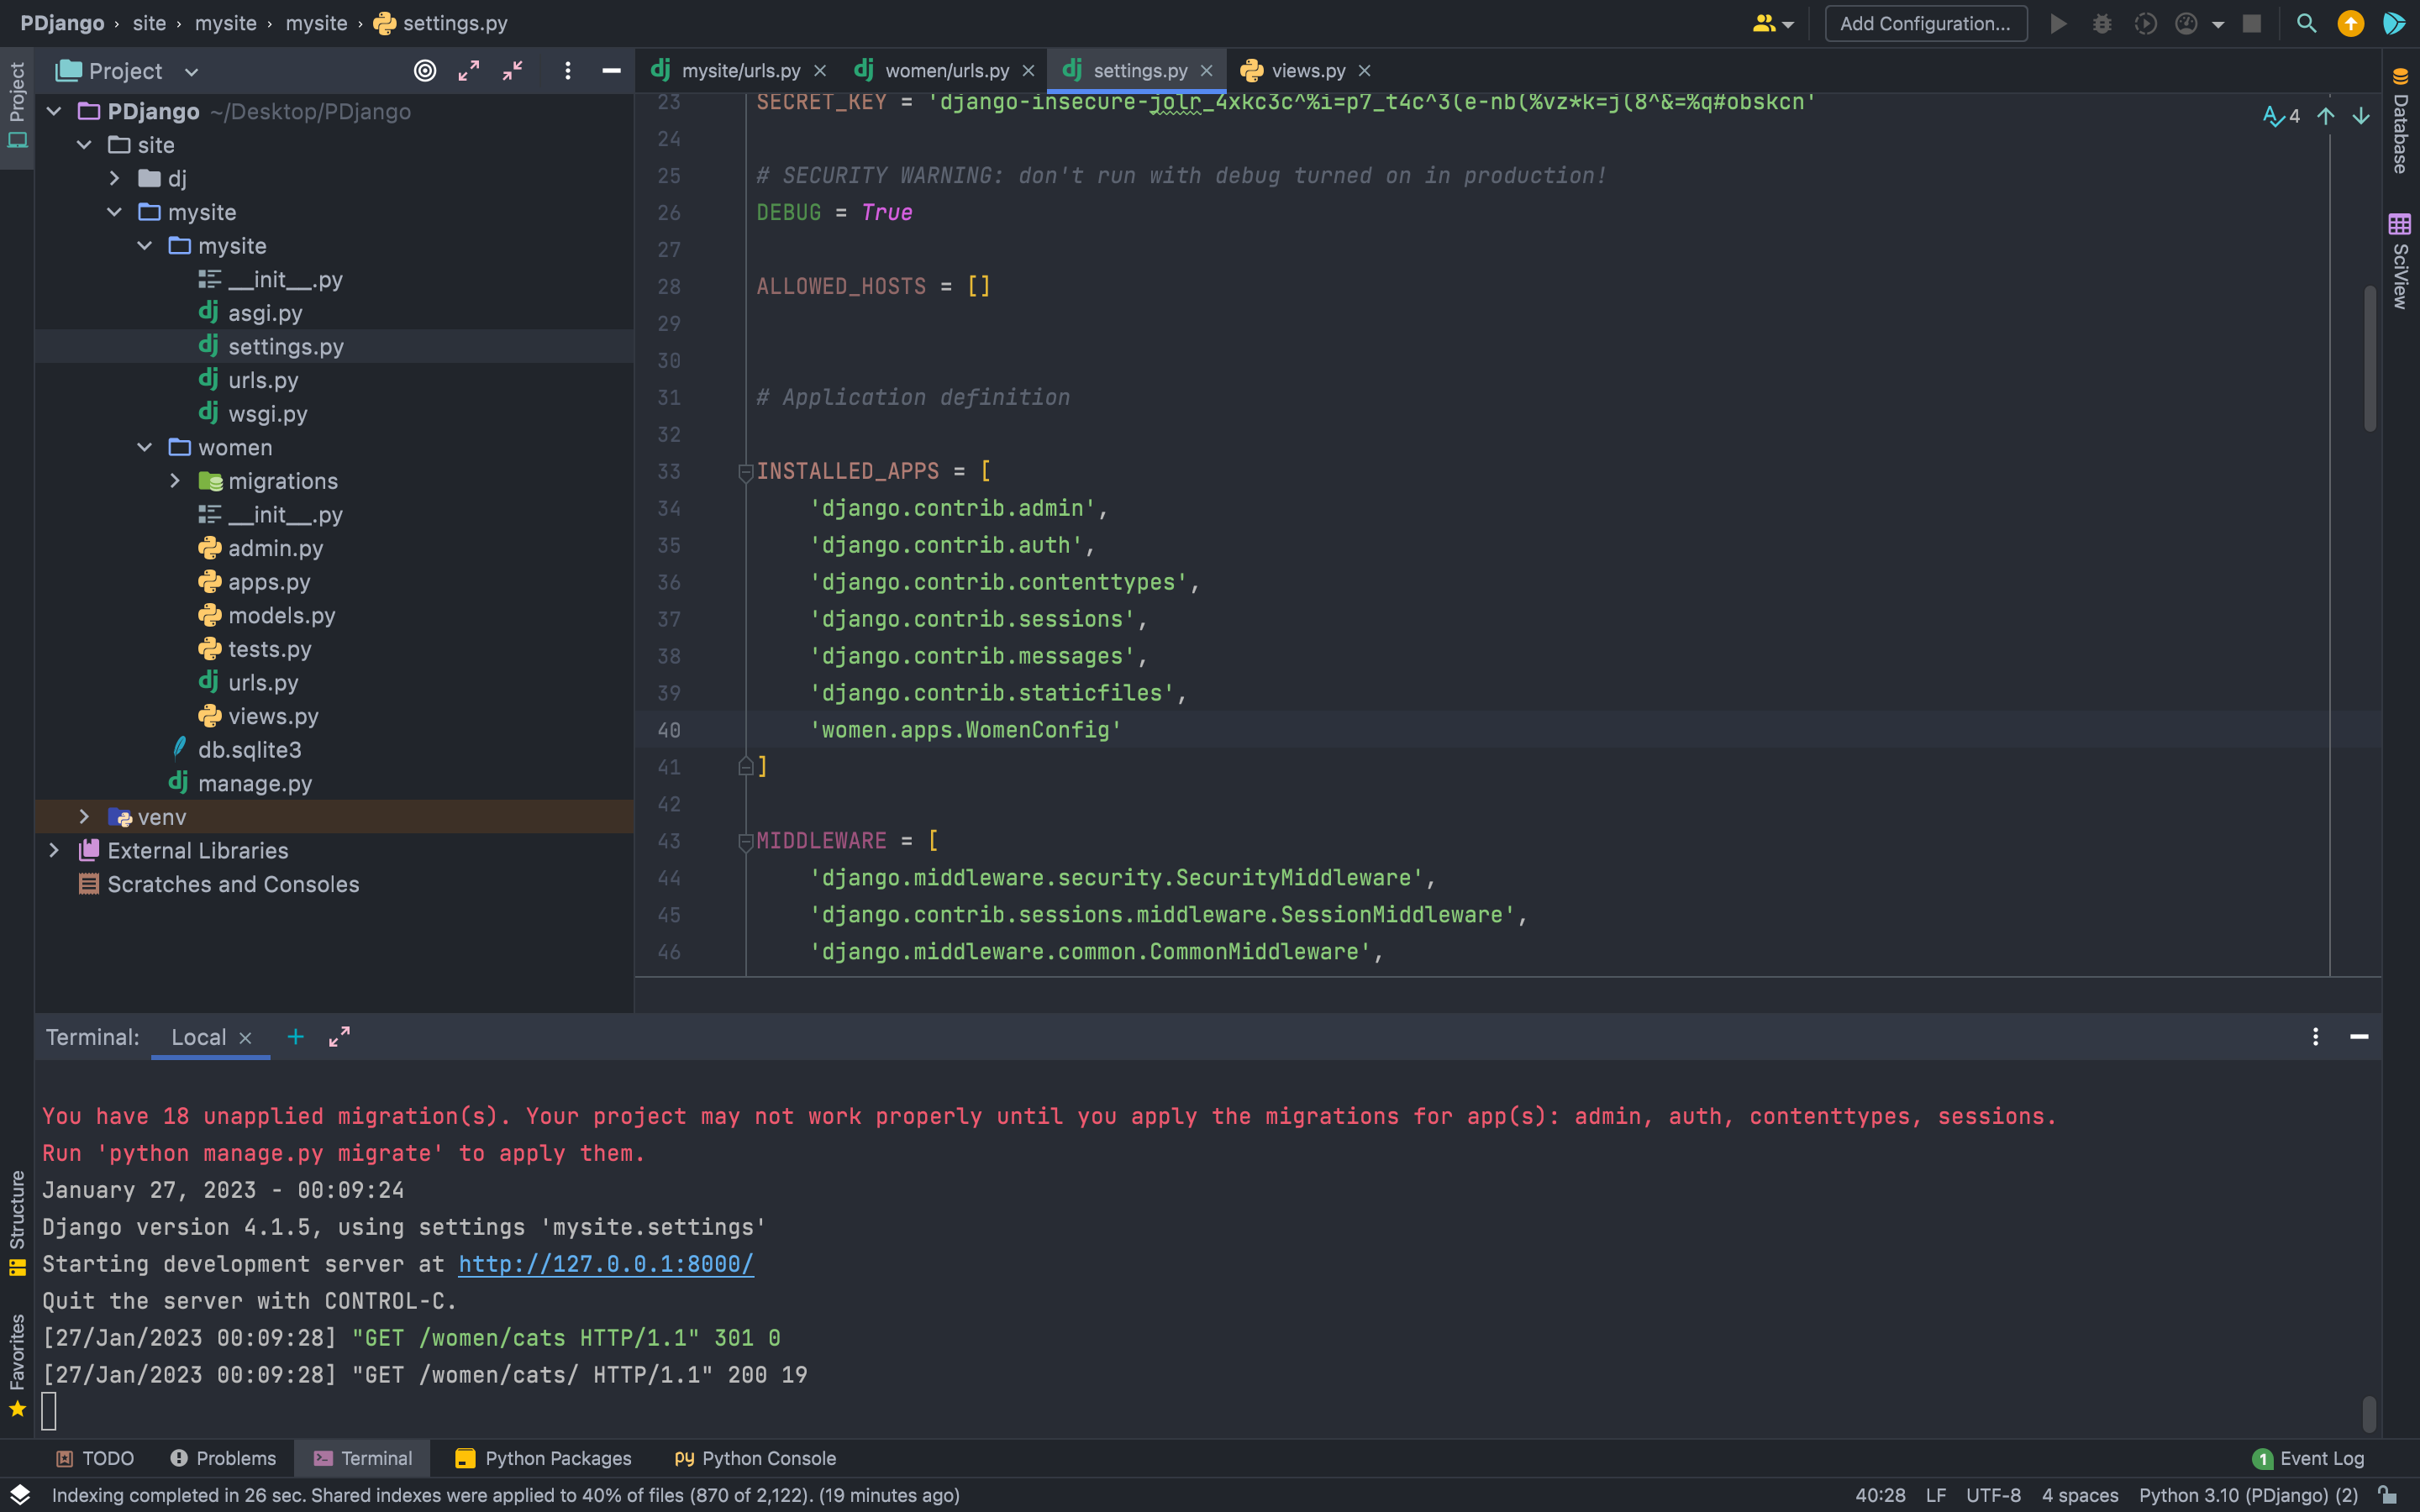 PDjango › site › mysite › mysite › settings.py
Add Configuration...
Project
Project
PDjango ~/Desktop/PDjango
site
dj
mysite
mysite
__init__.py
asgi.py
settings.py
urls.py
wsgi.py
women
migrations
__init__.py
admin.py
apps.py
models.py
tests.py
urls.py
views.py
db.sqlite3
manage.py
venv
External Libraries
Scratches and Consoles
mysite/urls.py
women/urls.py
settings.py
views.py
4
23 SECRET_KEY = 'django-insecure-jolr_4xkc3c^%i=p7_t4c^3(e-nb(%vz*k=j(8^&=%q#obskcn'
24
25 # SECURITY WARNING: don't run with debug turned on in production!
26 DEBUG = True
27
28 ALLOWED_HOSTS = []
29
30
31 # Application definition
32
33 INSTALLED_APPS = [
34 'django.contrib.admin',
35 'django.contrib.auth',
36 'django.contrib.contenttypes',
37 'django.contrib.sessions',
38 'django.contrib.messages',
39 'django.contrib.staticfiles',
40 'women.apps.WomenConfig'
41 ]
42
43 MIDDLEWARE = [
44 'django.middleware.security.SecurityMiddleware',
45 'django.contrib.sessions.middleware.SessionMiddleware',
46 'django.middleware.common.CommonMiddleware',
Database
SciView
Structure
Favorites
Terminal: Local
You have 18 unapplied migration(s). Your project may not work properly until you apply the migrations for app(s): admin, auth, contenttypes, sessions.
Run 'python manage.py migrate' to apply them.
January 27, 2023 - 00:09:24
Django version 4.1.5, using settings 'mysite.settings'
Starting development server at http://127.0.0.1:8000/
Quit the server with CONTROL-C.
[27/Jan/2023 00:09:28] "GET /women/cats HTTP/1.1" 301 0
[27/Jan/2023 00:09:28] "GET /women/cats/ HTTP/1.1" 200 19
TODO Problems Terminal Python Packages Python Console 1 Event Log
Indexing completed in 26 sec. Shared indexes were applied to 40% of files (870 of 2,122). (19 minutes ago) 40:28 LF UTF-8 4 spaces Python 3.10 (PDjango) (2)